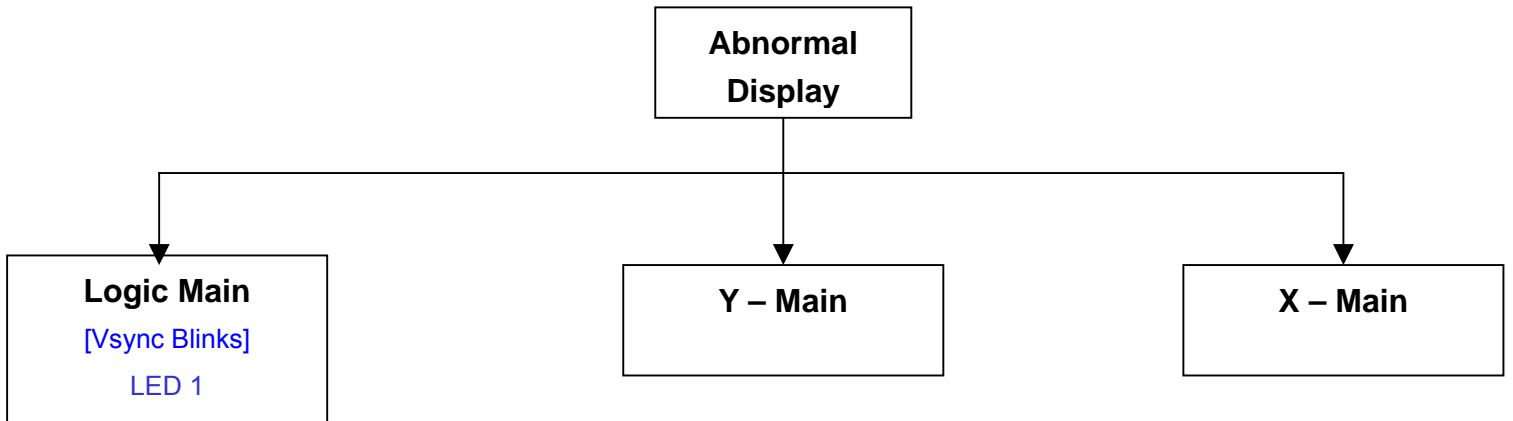 Abnormal
Display
Logic Main
[Vsync Blinks]
LED 1
Y – Main
X – Main